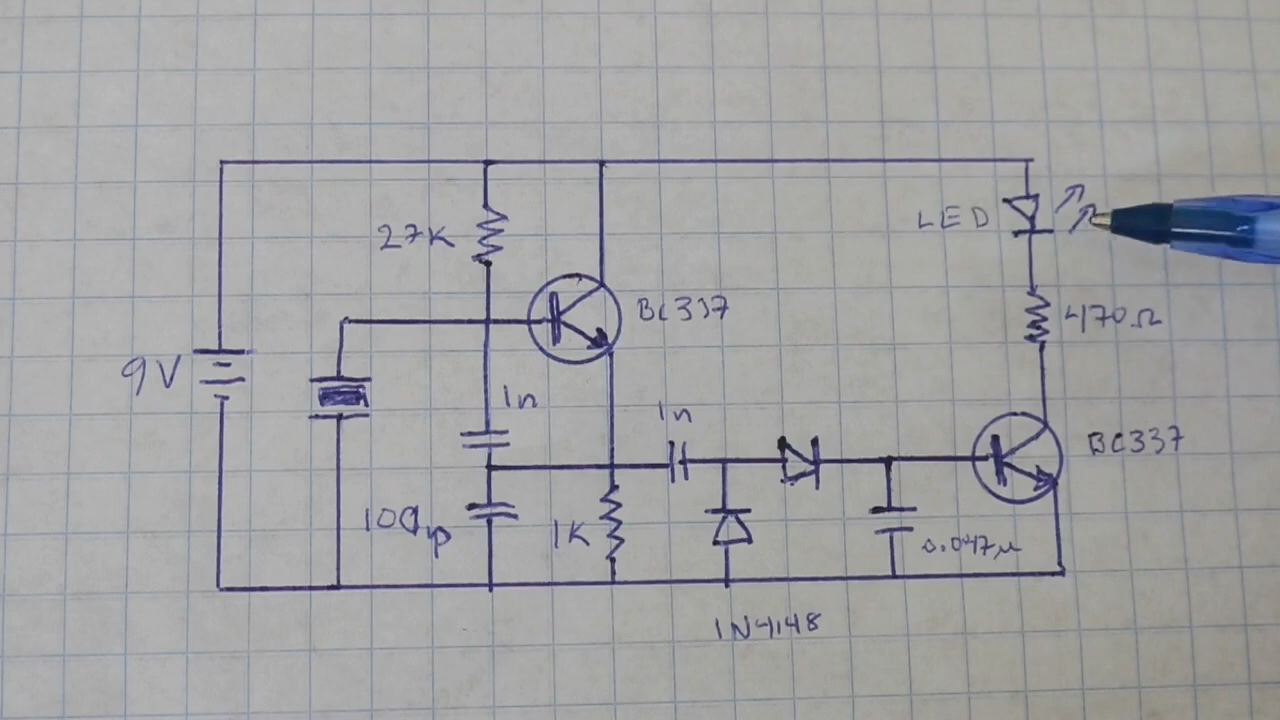 LED
27K
BC337
470Ω
9V
1n
1n
BC337
100p
1K
0.047µ
1N4148